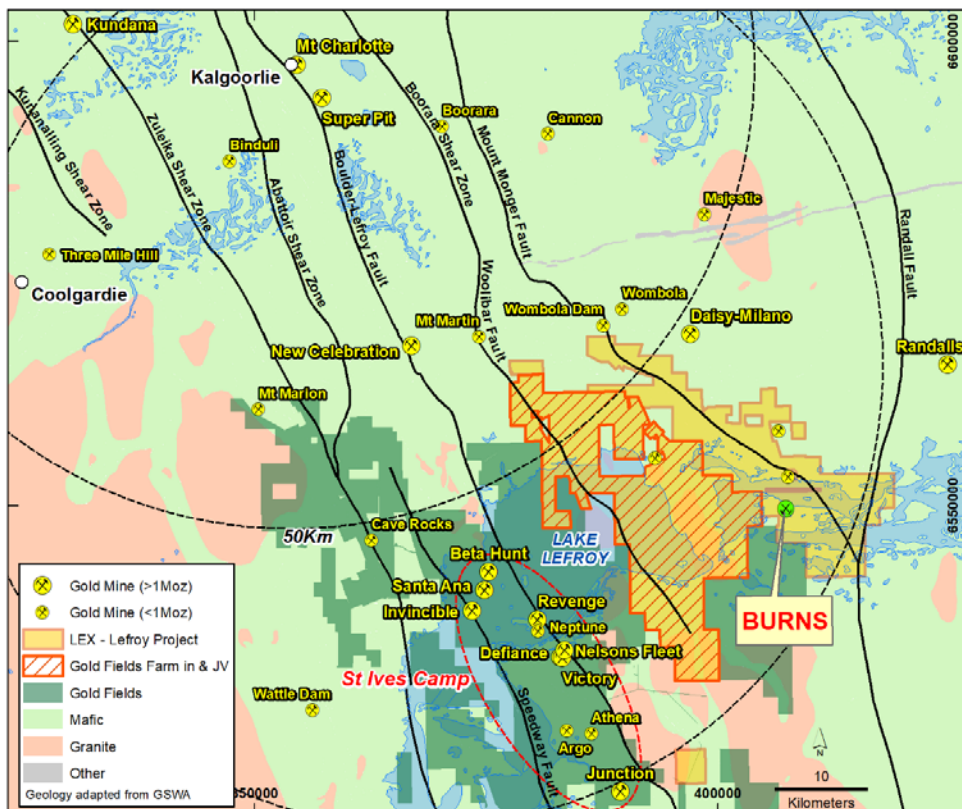 Kundana
Mt Charlotte
Kalgoorlie
Super Pit
Boorara
Cannon
Binduli
Kunanalling Shear Zone
Zuleika Shear Zone
Abattoir Shear Zone
Boulder-Lefroy Fault
Boorara Shear Zone
Mount Monger Fault
Majestic
Randall Fault
6600000
Three Mile Hill
Coolgardie
Woolibar Fault
Wombola
Wombola Dam
Mt Martin
Daisy-Milano
New Celebration
Randalls
Mt Marion
6550000
50Km
Cave Rocks
LAKE
LEFROY
Beta Hunt
Santa Ana
Invincible
Revenge
Neptune
BURNS
Defiance
Nelsons Fleet
Victory
St Ives Camp
Wattle Dam
Speedway Fault
Athena
Argo
Junction
Gold Mine (>1Moz)
Gold Mine (<1Moz)
LEX - Lefroy Project
Gold Fields Farm in & JV
Gold Fields
Mafic
Granite
Other
Geology adapted from GSWA
350000
400000
N
10
Kilometers